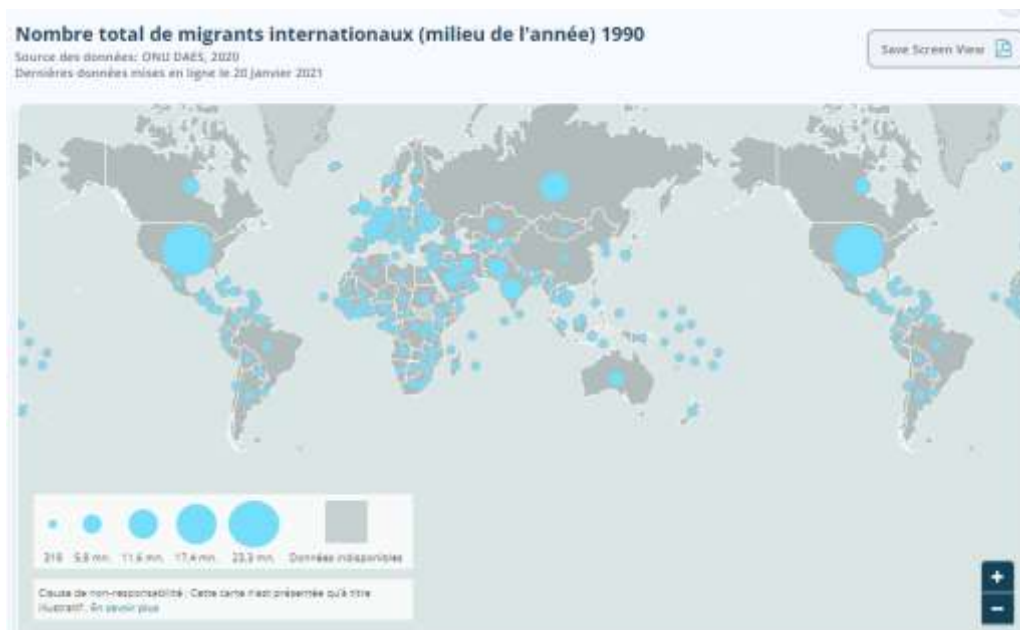 Nombre total de migrants internationaux (milieu de l'année) 1990
Source des données: ONU DAES, 2020
Dernières données mises en ligne le 20 janvier 2021
Save Screen View
318 5.8 mn. 11.6 mn. 17.4 mn. 23.3 mn. Données indisponibles
Clause de non-responsabilité : Cette carte n'est présentée qu'à titre
illustratif. En savoir plus
+
−